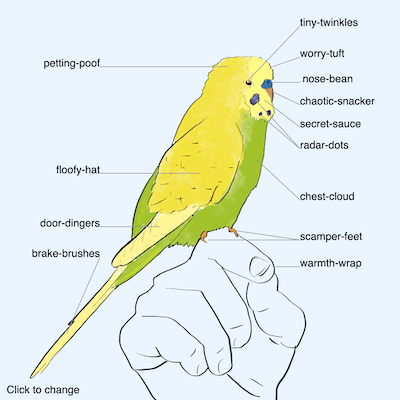 tiny-twinkles
worry-tuft
petting-poof
nose-bean
chaotic-snacker
secret-sauce
radar-dots
floofy-hat
chest-cloud
door-dingers
scamper-feet
brake-brushes
warmth-wrap
Click to change